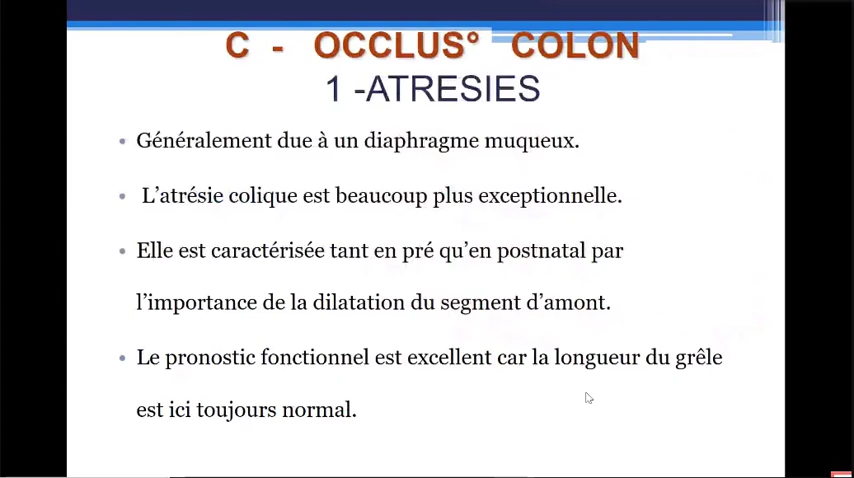 C - OCCLUS° COLON
1 -ATRESIES
• Généralement due à un diaphragme muqueux.
• L’atrésie colique est beaucoup plus exceptionnelle.
• Elle est caractérisée tant en pré qu’en postnatal par
l’importance de la dilatation du segment d’amont.
• Le pronostic fonctionnel est excellent car la longueur du grêle
est ici toujours normal.